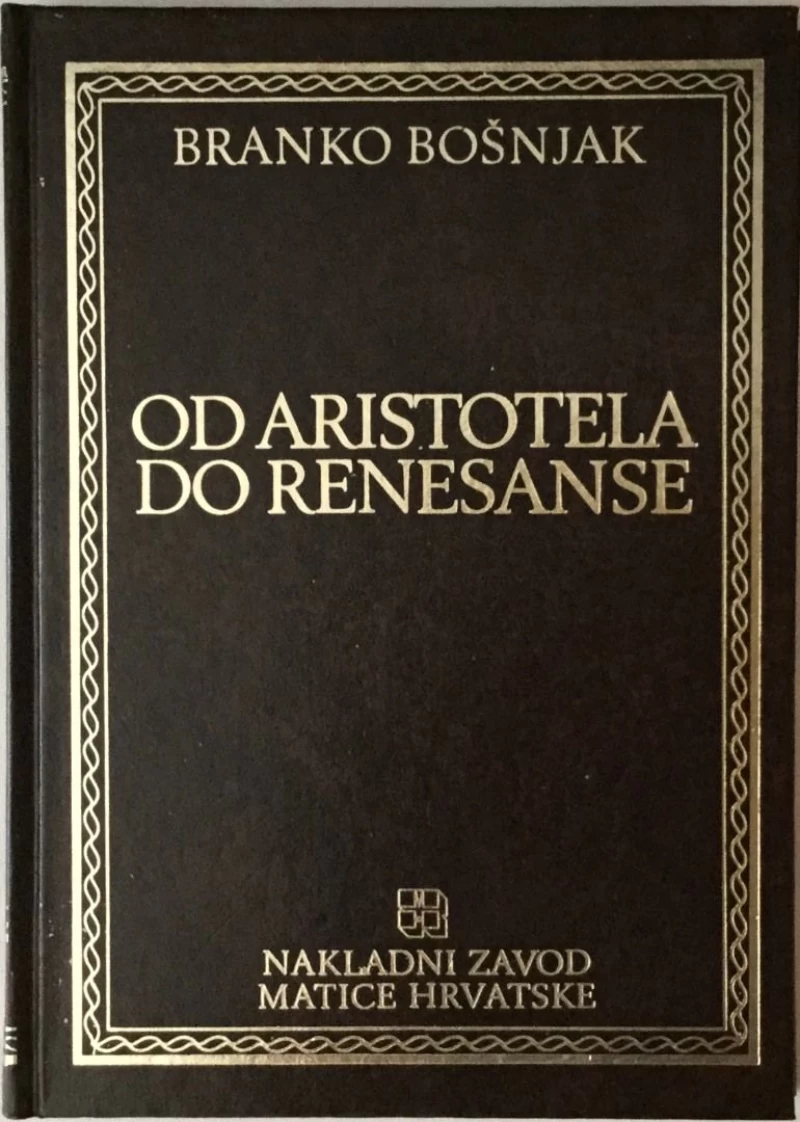 BRANKO BOŠNJAK
OD ARISTOTELA
DO RENESANSE
M
H
NAKLADNI ZAVOD
MATICE HRVATSKE